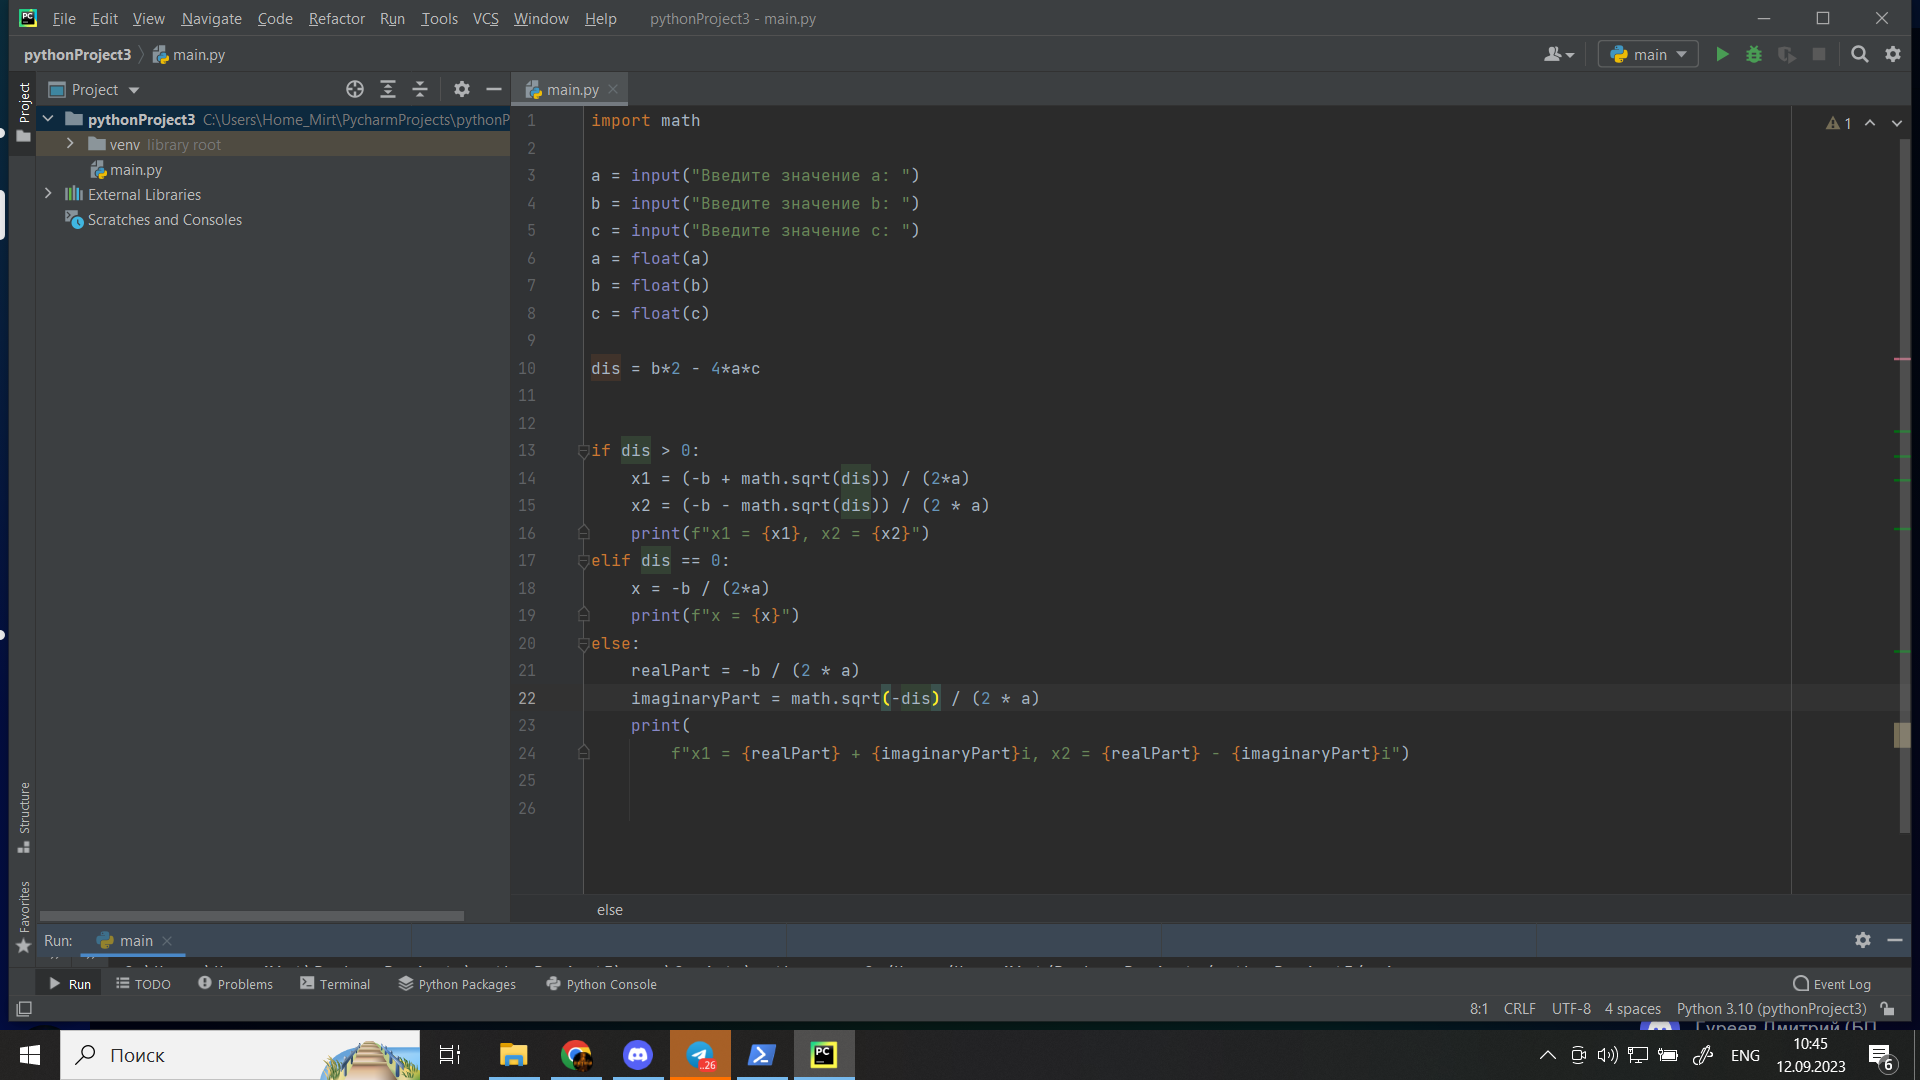 File Edit View Navigate Code Refactor Run Tools VCS Window Help pythonProject3 - main.py
pythonProject3 main.py main
Project
Project main.py
pythonProject3 C:\Users\Home_Mirt\PycharmProjects\pythonP
venv library root
main.py
External Libraries
Scratches and Consoles
1 import math
1
2
3 a = input("Введите значение a: ")
4 b = input("Введите значение b: ")
5 c = input("Введите значение c: ")
6 a = float(a)
7 b = float(b)
8 c = float(c)
9
10 dis = b*2 - 4*a*c
11
12
13 if dis > 0:
14 x1 = (-b + math.sqrt(dis)) / (2*a)
15 x2 = (-b - math.sqrt(dis)) / (2 * a)
16 print(f"x1 = {x1}, x2 = {x2}")
17 elif dis == 0:
18 x = -b / (2*a)
19 print(f"x = {x}")
20 else:
21 realPart = -b / (2 * a)
22 imaginaryPart = math.sqrt(-dis) / (2 * a)
23 print(
24 f"x1 = {realPart} + {imaginaryPart}i, x2 = {realPart} - {imaginaryPart}i")
25
26
Structure
Favorites
else
Run: main
Run TODO Problems Terminal Python Packages Python Console Event Log
8:1 CRLF UTF-8 4 spaces Python 3.10 (pythonProject3)
Гуреев Дмитрий (БП
Поиск
PC
..26
ENG
10:45
12.09.2023
6